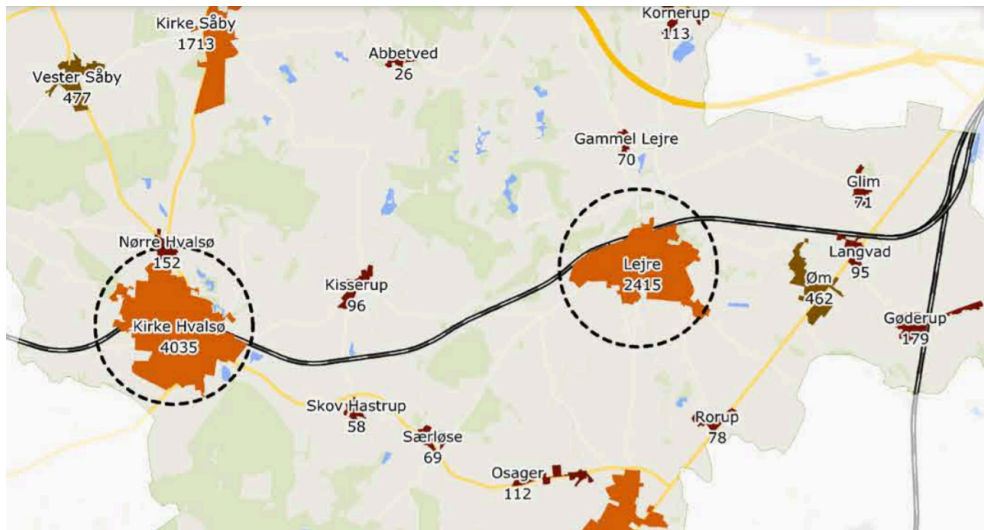 Kornerup
113
Kirke Såby
1713
Abbetved
26
Vester Såby
477
Gammel Lejre
70
Glim
71
Nørre Hvalsø
152
Langvad
95
Lejre
2415
Øm
462
Kisserup
96
Kirke Hvalsø
4035
Gøderup
179
Skov Hastrup
58
Rorup
78
Særløse
69
Osager
112